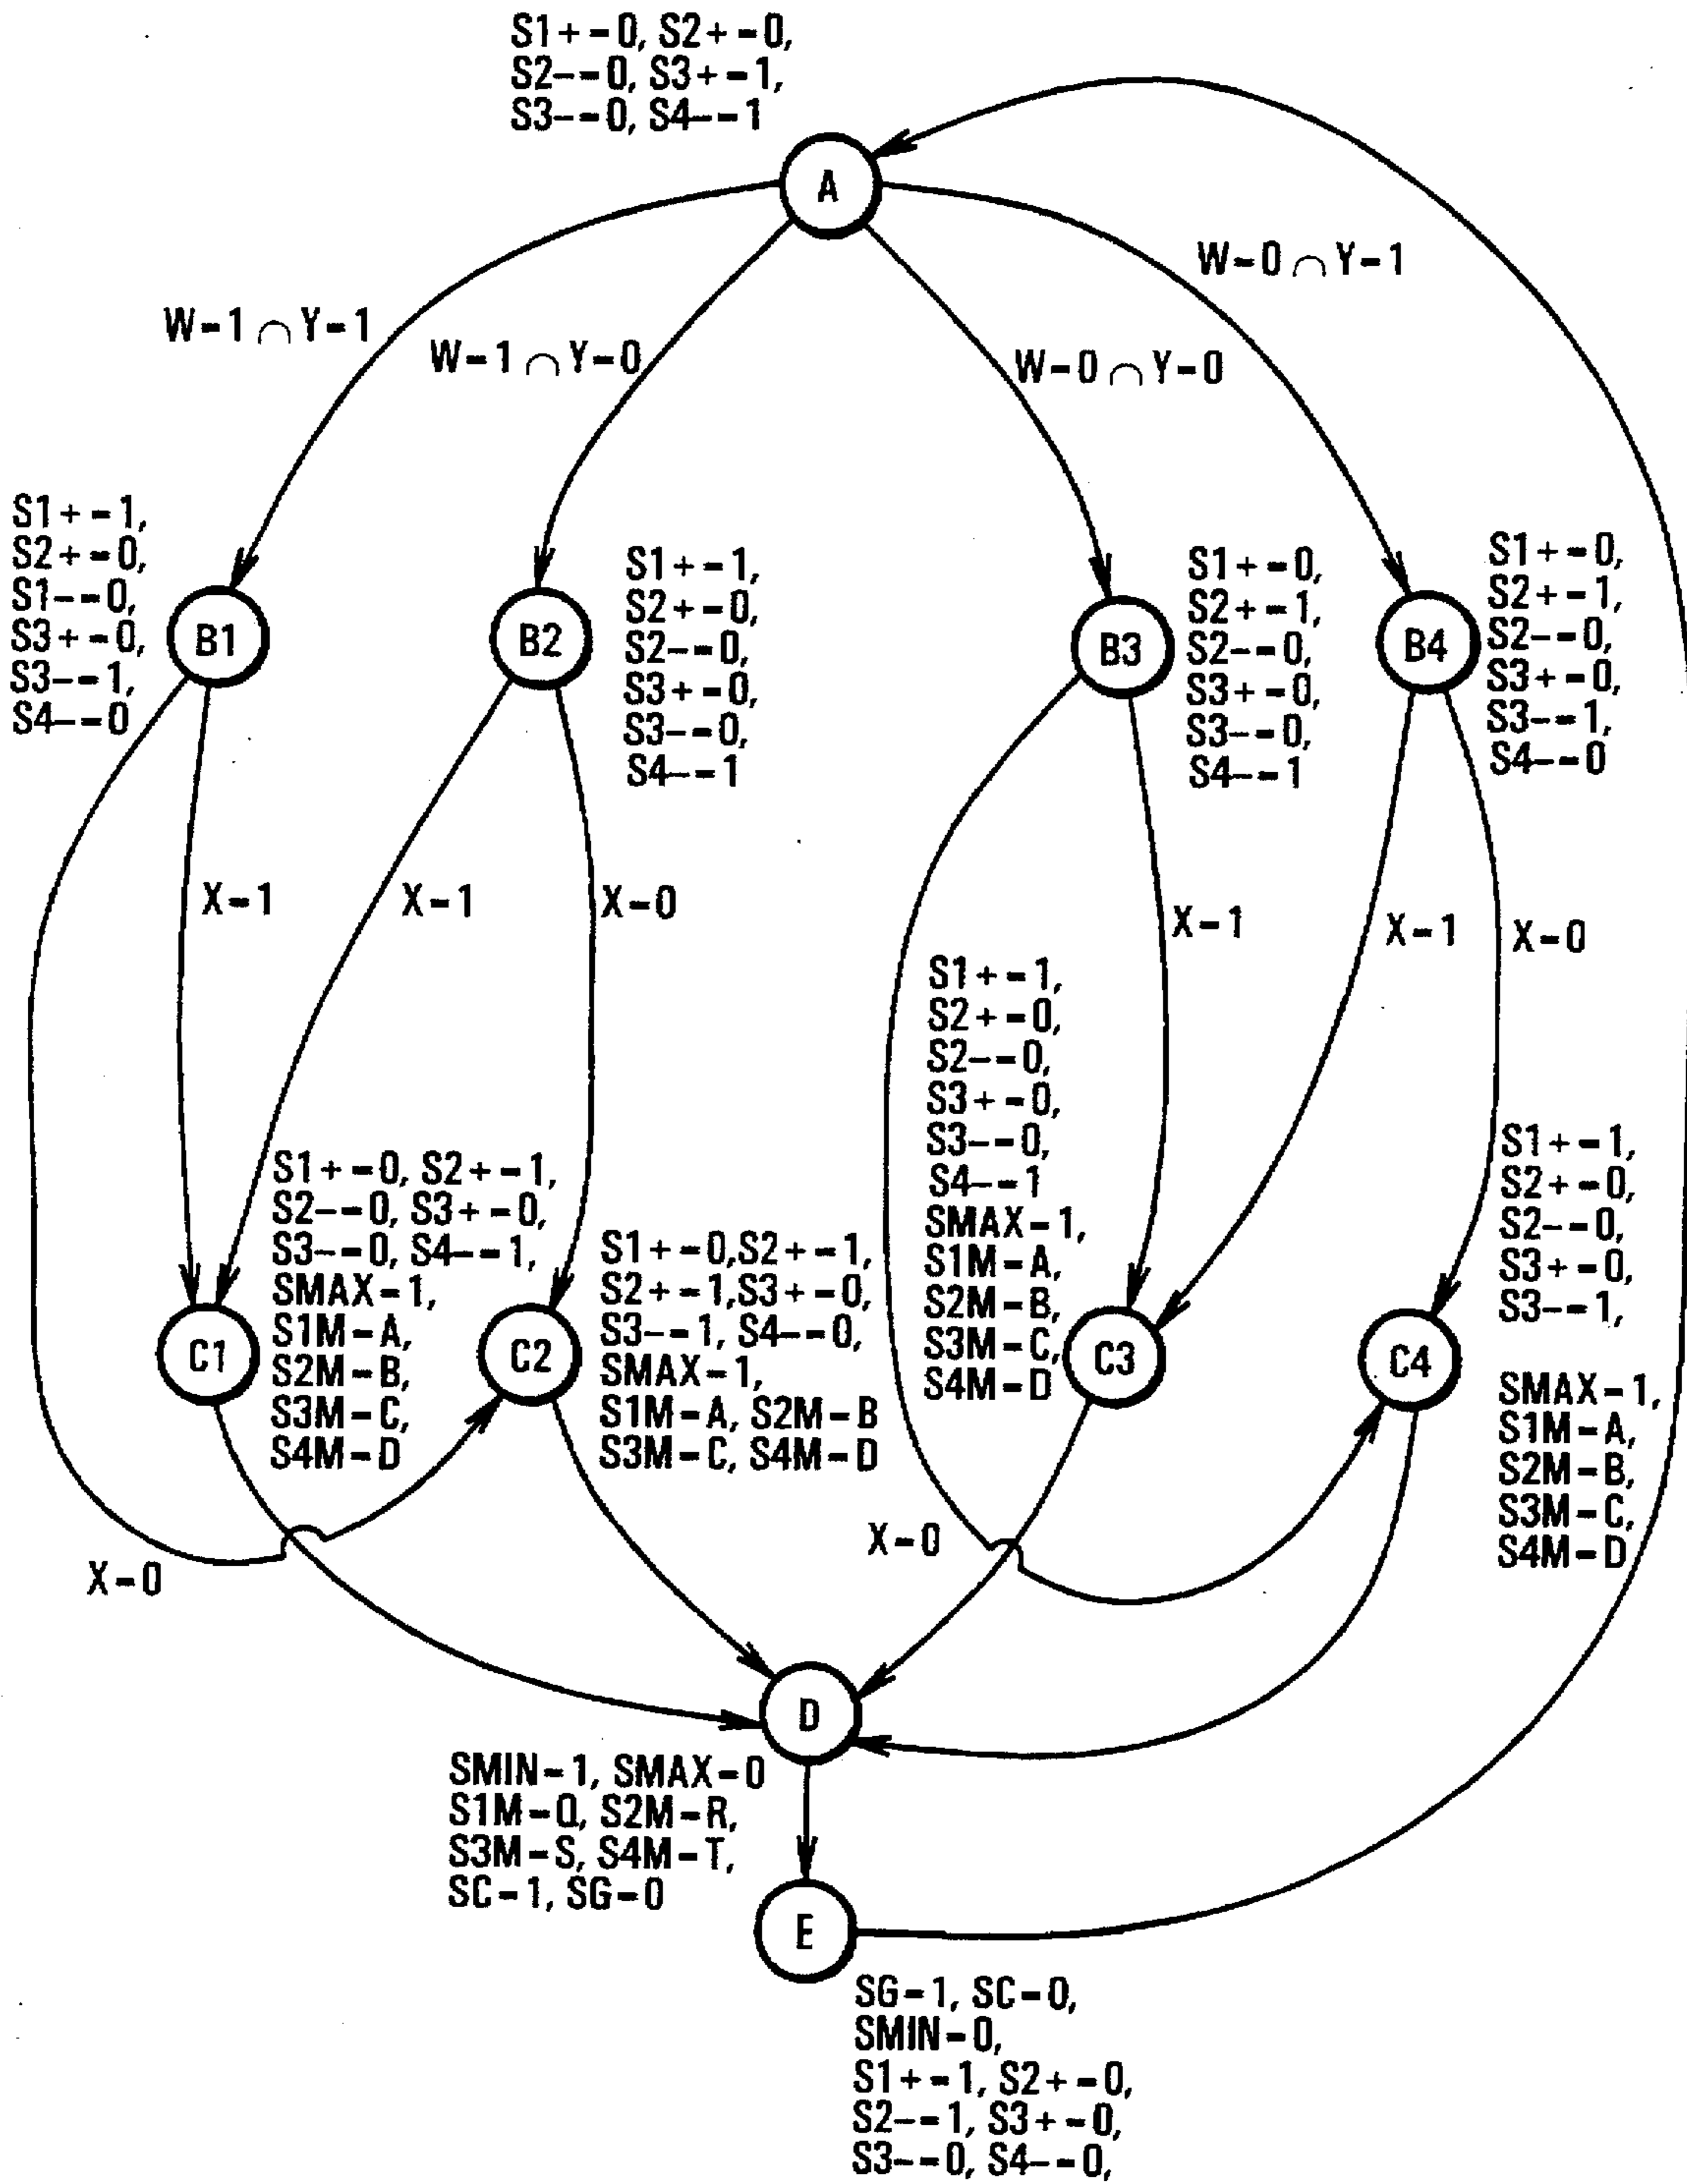 S1+=0, S2+=0,
S2-=0, S3+=1,
S3-=0, S4-=1
A
W=0∩Y=1
W=1∩Y=1
W=1∩Y=0
W=0∩Y=0
S1+=1,
S2+=0,
S1-=0,
S3+=0,
S3-=1,
S4-=0
B1
B2
S1+=1,
S2+=0,
S2-=0,
S3+=0,
S3-=0,
S4-=1
B3
S1+=0,
S2+=1,
S2-=0,
S3+=0,
S3-=0,
S4-=1
B4
S1+=0,
S2+=1,
S2-=0,
S3+=0,
S3-=1,
S4-=0
X=1
X=1
X=0
X=1
X=1
X=0
C1
S1+=0, S2+=1,
S2-=0, S3+=0,
S3-=0, S4-=1,
SMAX=1,
S1M=A,
S2M=B,
S3M=C,
S4M=D
C2
S1+=0,S2+=1,
S2+=1,S3+=0,
S3-=1, S4-=0,
SMAX=1,
S1M=A, S2M=B
S3M=C, S4M=D
S1+=1,
S2+=0,
S2-=0,
S3+=0,
S3-=0,
S4-=1
SMAX=1,
S1M=A,
S2M=B,
S3M=C,
S4M=D
C3
C4
S1+=1,
S2+=0,
S2-=0,
S3+=0,
S3-=1,
SMAX=1,
S1M=A,
S2M=B,
S3M=C,
S4M=D
X=0
X=0
D
SMIN=1, SMAX=0
S1M=Q, S2M=R,
S3M=S, S4M=T,
SC=1, SG=0
E
SG=1, SC=0,
SMIN=0,
S1+=1, S2+=0,
S2-=1, S3+=0,
S3-=0, S4-=0,